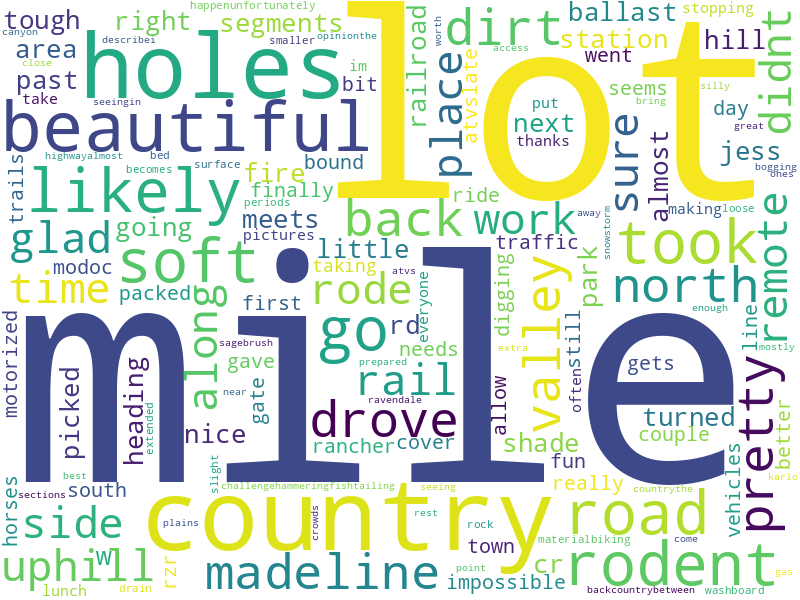 happenunfortunately
stopping
tough
right
segments
ballast
canyon
describei
smaller
opinionthe
worth
holes
lot
dirt
station
hill
close
area
past
im
bit
railroad
went
access
didnt
take
seeingin
place
atvslate
seems
silly
bring
beautiful
put
day
next
thanks
sure
almost
great
jess
bogging
ones
highwayalmost
bed
surface
bound
trails
becomes
fire
finally
likely
periods
ride
away
making
loose
meets
back
work
snowstorm
glad
going
pictures
little
traffic
took
remote
modoc
soft
taking
atvs
park
time
packed
first
rode
everyone
digging
valley
still
north
line
enough
mostly
motorized
along
go
rd
mile
sagebrush
needs
extra
gets
gave
prepared
rail
often
picked
heading
extended
near
gate
ravendale
allow
pretty
drove
turned
better
nice
rancher
cover
shade
couple
fun
horses
south
best
slight
challengehammeringfishtailing
seeing
really
countrythe
vehicles
karlo
sections
country
side
plains
crowds
rest
rock
road
town
materialbiking
come
uphill
w
rzr
madeline
point
cr
impossible
rodent
gas
lunch
drain
backcountrybetween
washboard